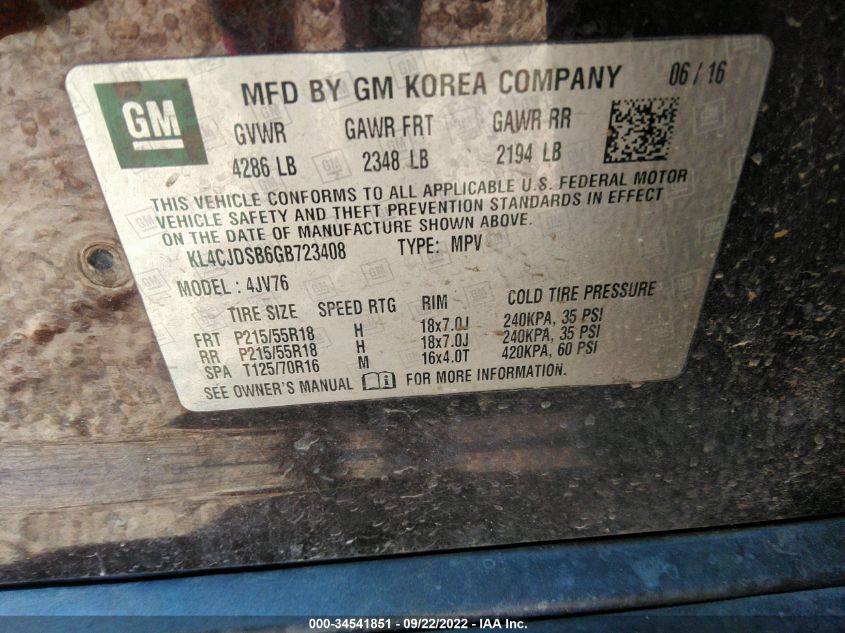 GM
MFD BY GM KOREA COMPANY 06 / 16
GVWR GAWR FRT GAWR RR
4286 LB 2348 LB 2194 LB
THIS VEHICLE CONFORMS TO ALL APPLICABLE U.S. FEDERAL MOTOR
VEHICLE SAFETY AND THEFT PREVENTION STANDARDS IN EFFECT
ON THE DATE OF MANUFACTURE SHOWN ABOVE.
KL4CJDSB6GB723408 TYPE: MPV
MODEL : 4JV76
TIRE SIZE SPEED RTG RIM COLD TIRE PRESSURE
FRT P215/55R18 H 18x7.0J 240KPA, 35 PSI
RR P215/55R18 H 18x7.0J 240KPA, 35 PSI
SPA T125/70R16 M 16x4.0T 420KPA, 60 PSI
SEE OWNER'S MANUAL FOR MORE INFORMATION.
000-34541851 - 09/22/2022 - IAA Inc.